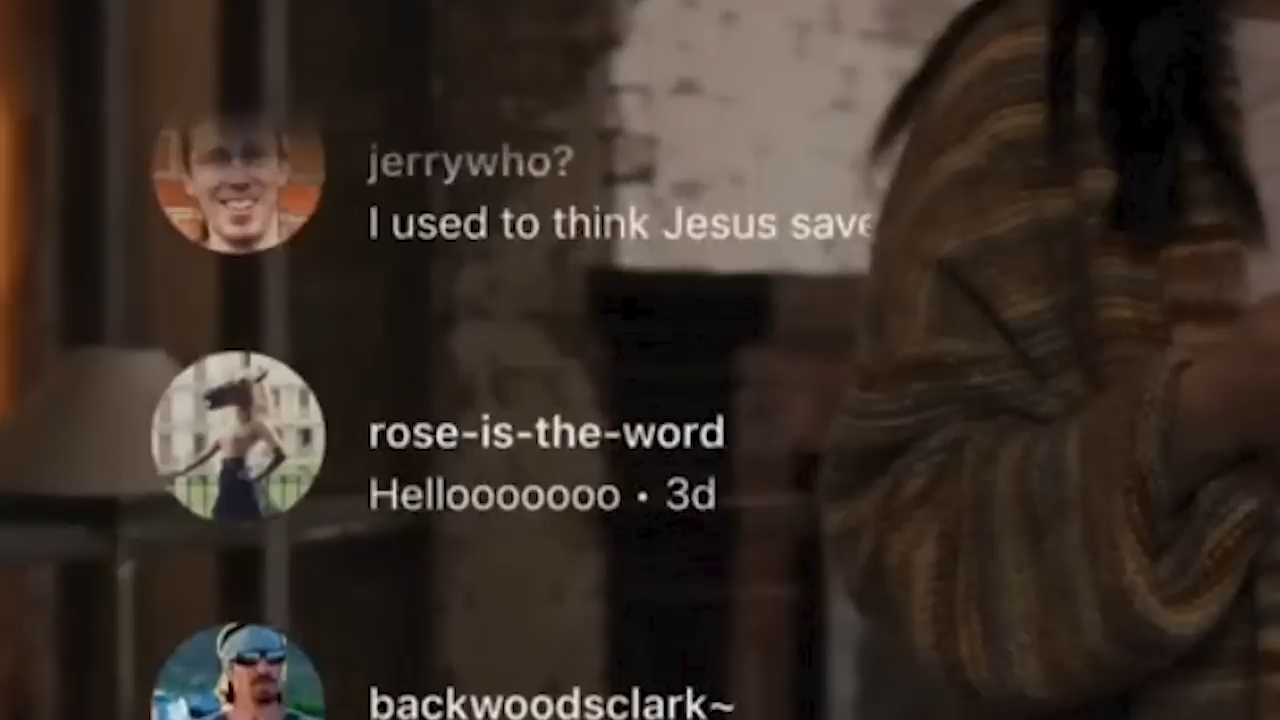 jerrywho?
I used to think Jesus save
rose-is-the-word
Hellooooooo • 3d
backwoodsclark~